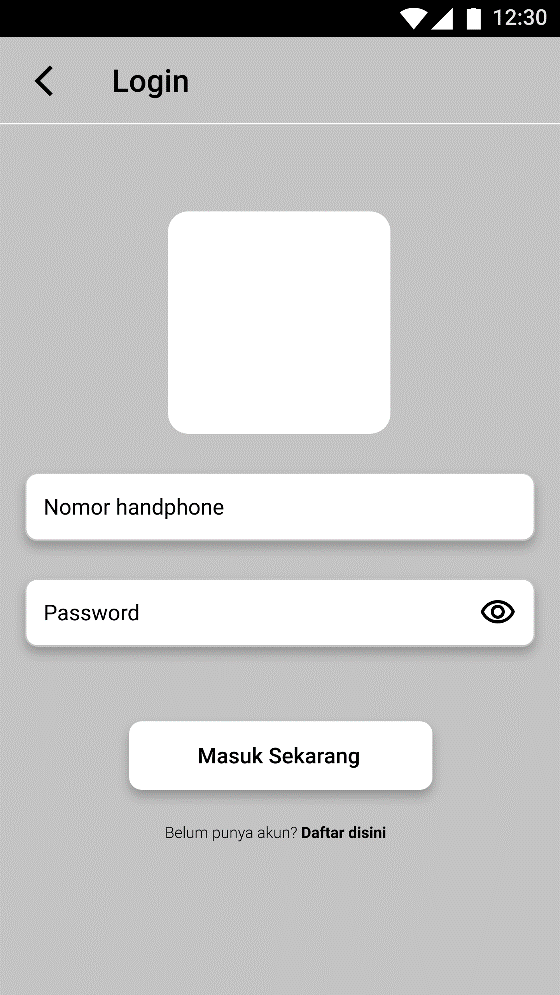 12:30
Login
Nomor handphone
Password
Masuk Sekarang
Belum punya akun? Daftar disini